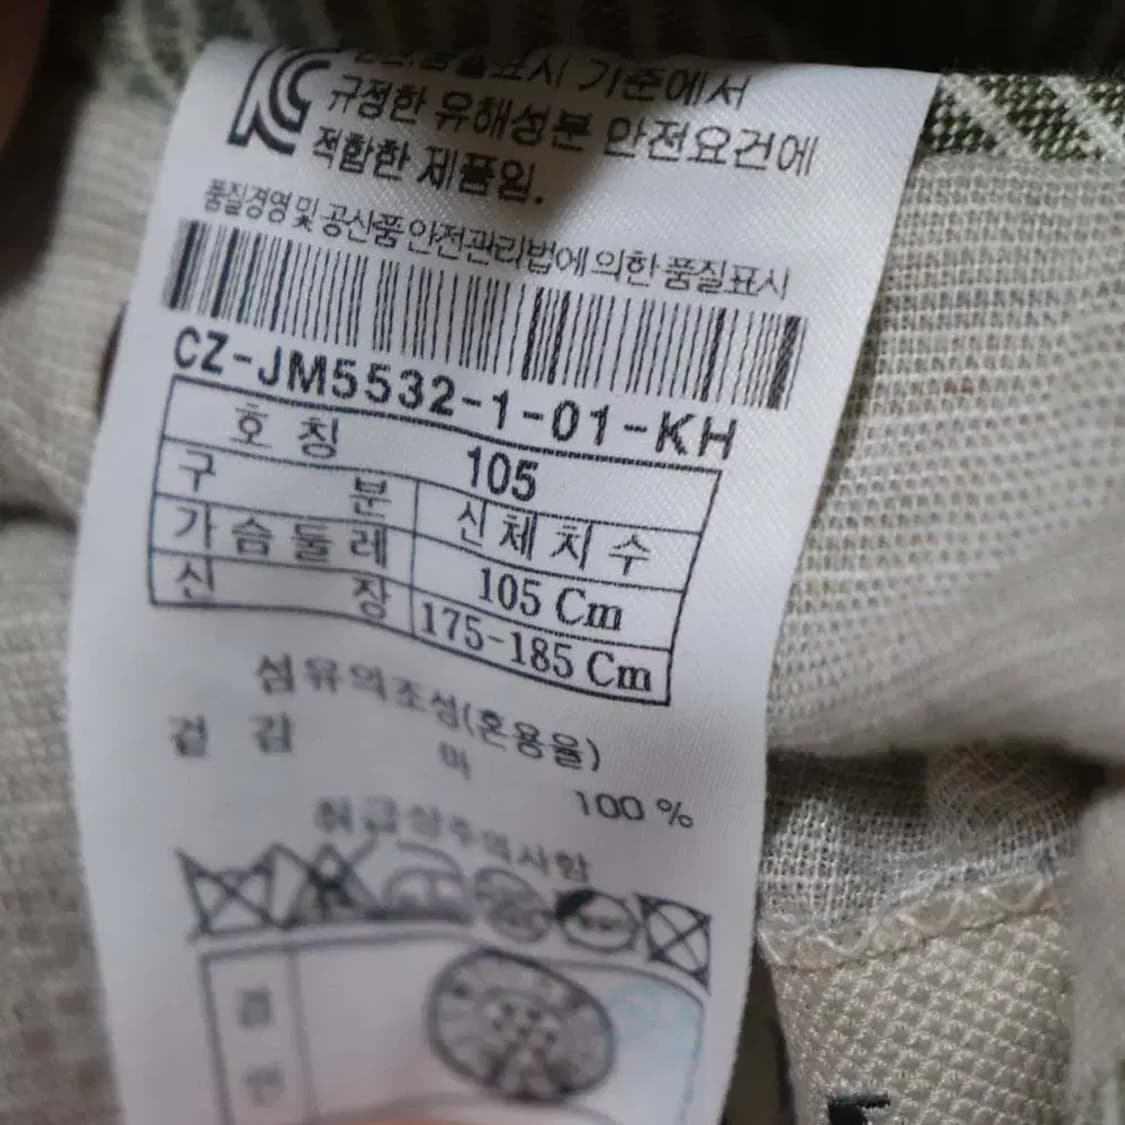 표시 기준에서
규정한 유해성분 안전요건에
적합한 제품임.
품질경영 및 공산품 안전관리법에 의한 품질표시
CZ-JM5532-1-01-KH
호 칭 105
구 분 신체치수
가슴둘레 105 Cm
신 장 175-185 Cm
섬유의조성(혼용율)
겉 감 마 100 %
취급상주의사항